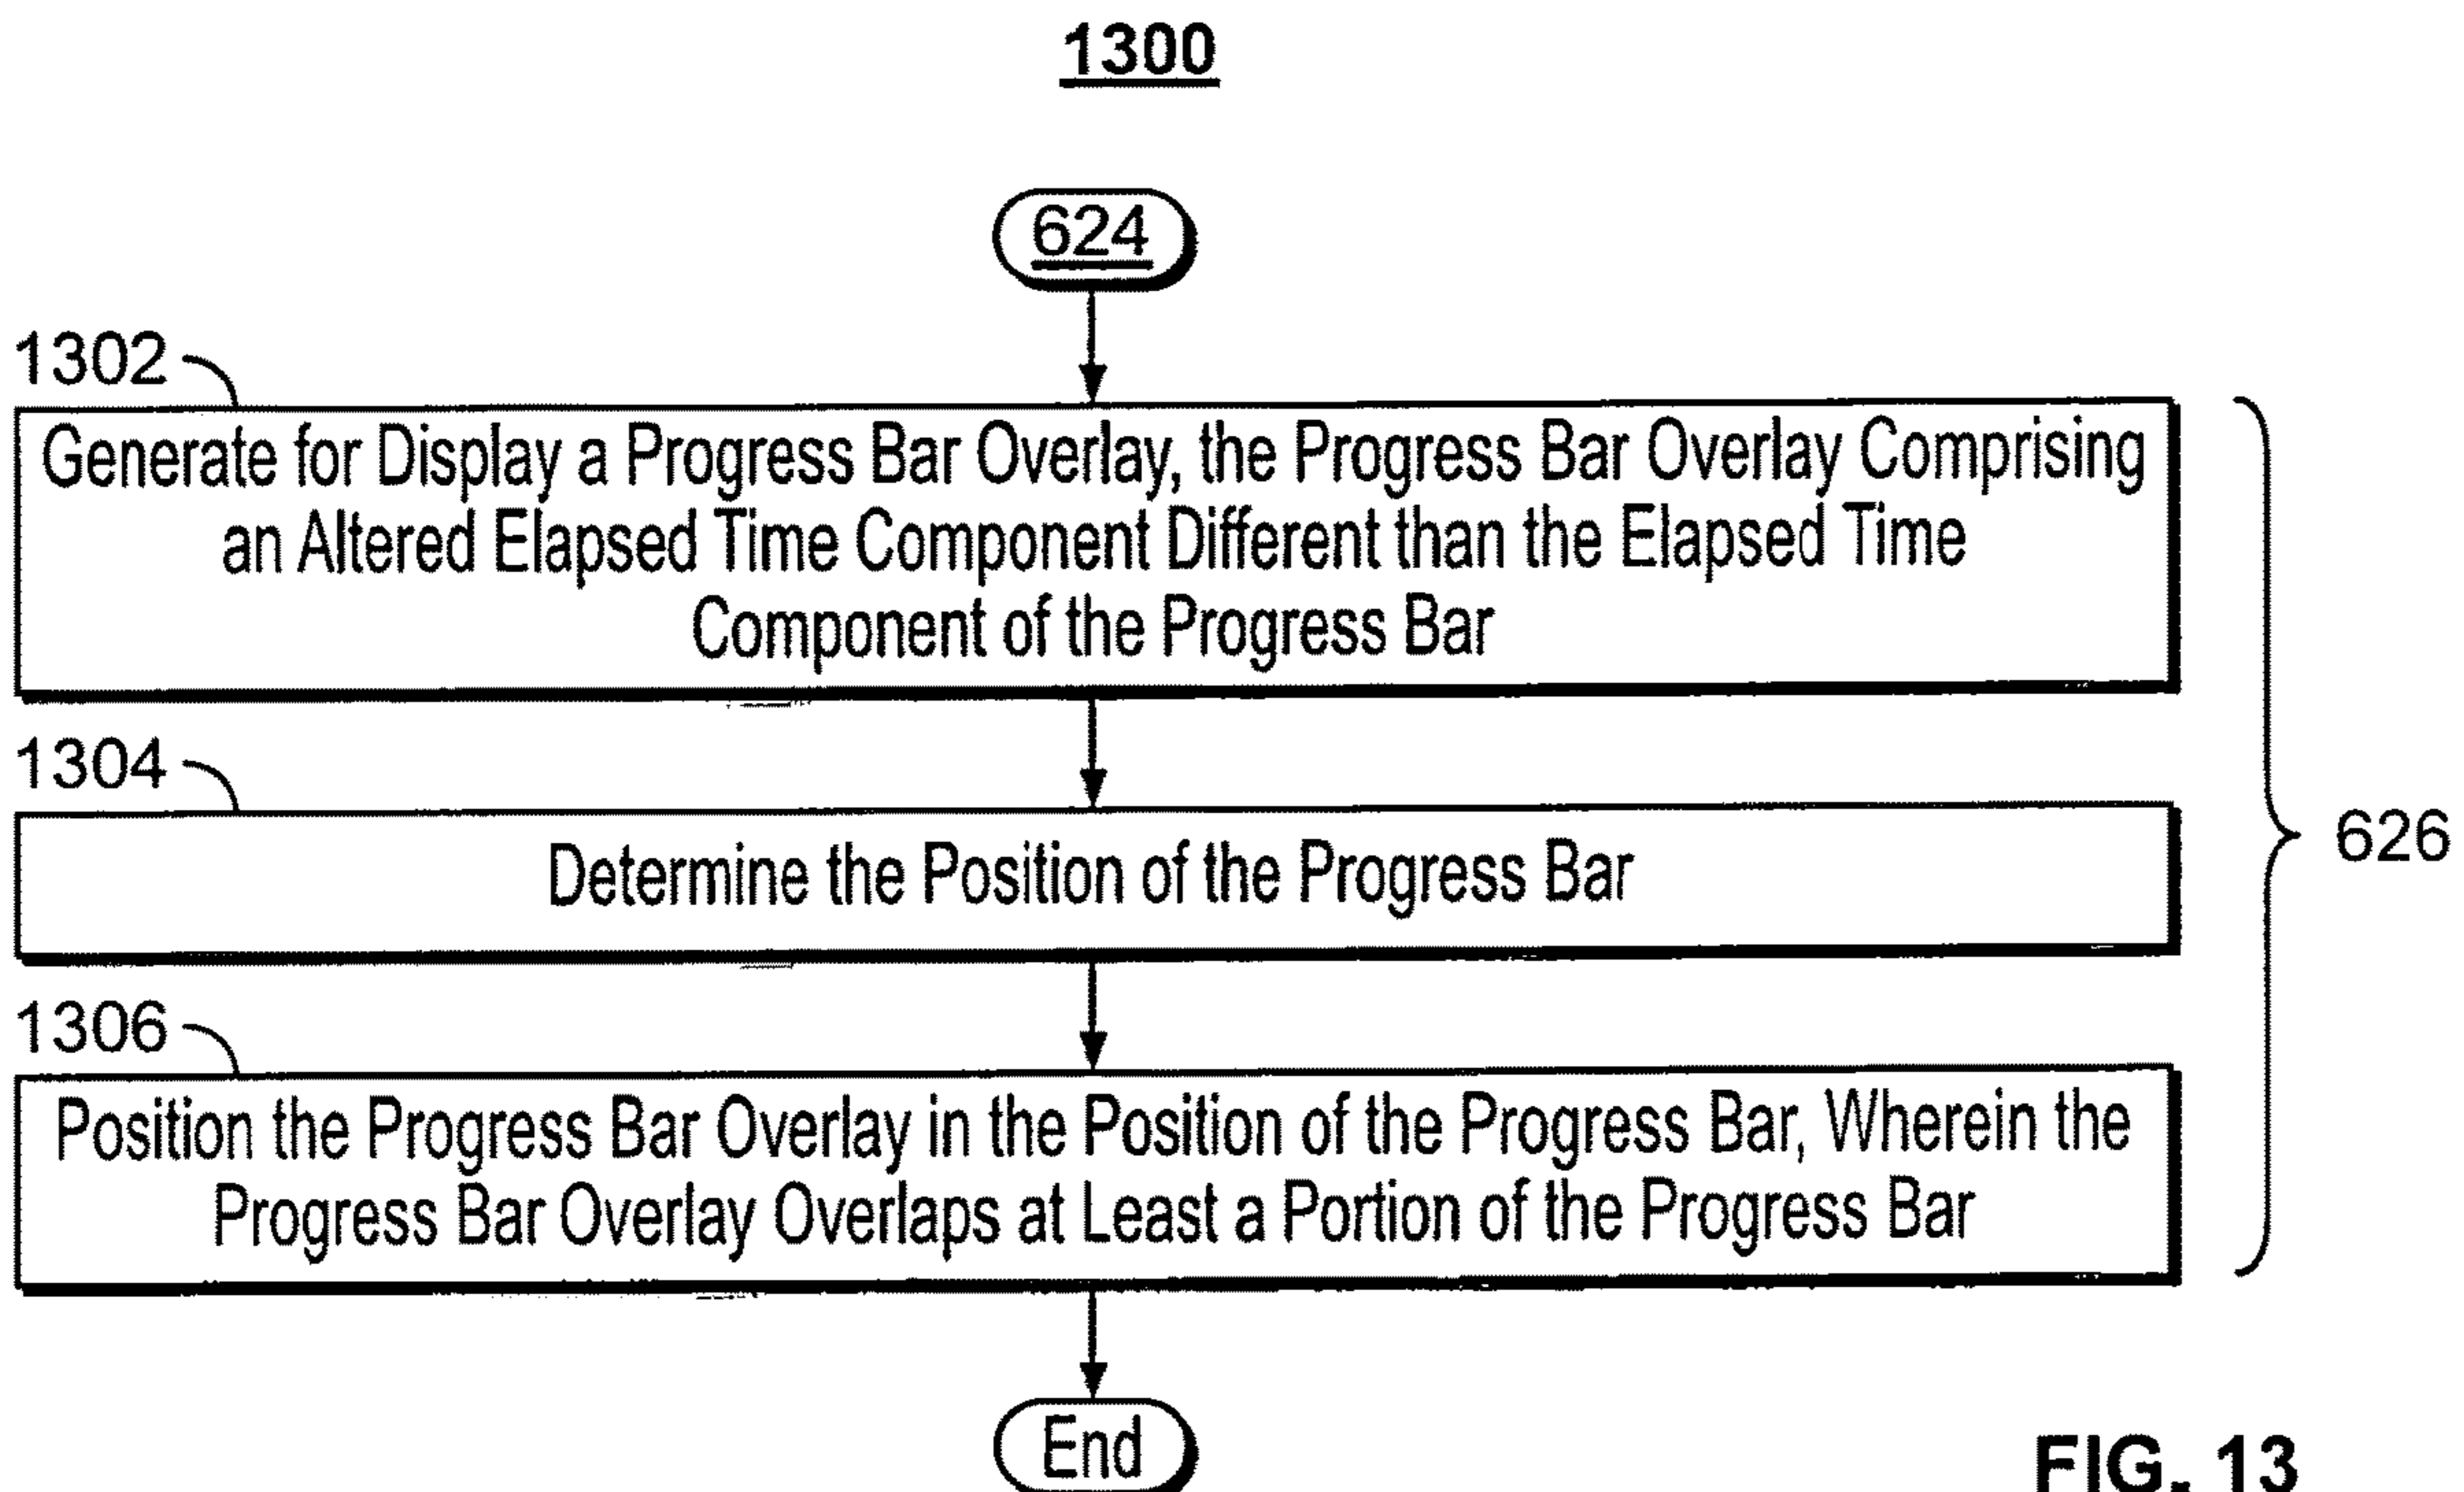 1300
624
1302
Generate for Display a Progress Bar Overlay, the Progress Bar Overlay Comprising
an Altered Elapsed Time Component Different than the Elapsed Time
Component of the Progress Bar
1304
Determine the Position of the Progress Bar
626
1306
Position the Progress Bar Overlay in the Position of the Progress Bar, Wherein the
Progress Bar Overlay Overlaps at Least a Portion of the Progress Bar
End
FIG. 13